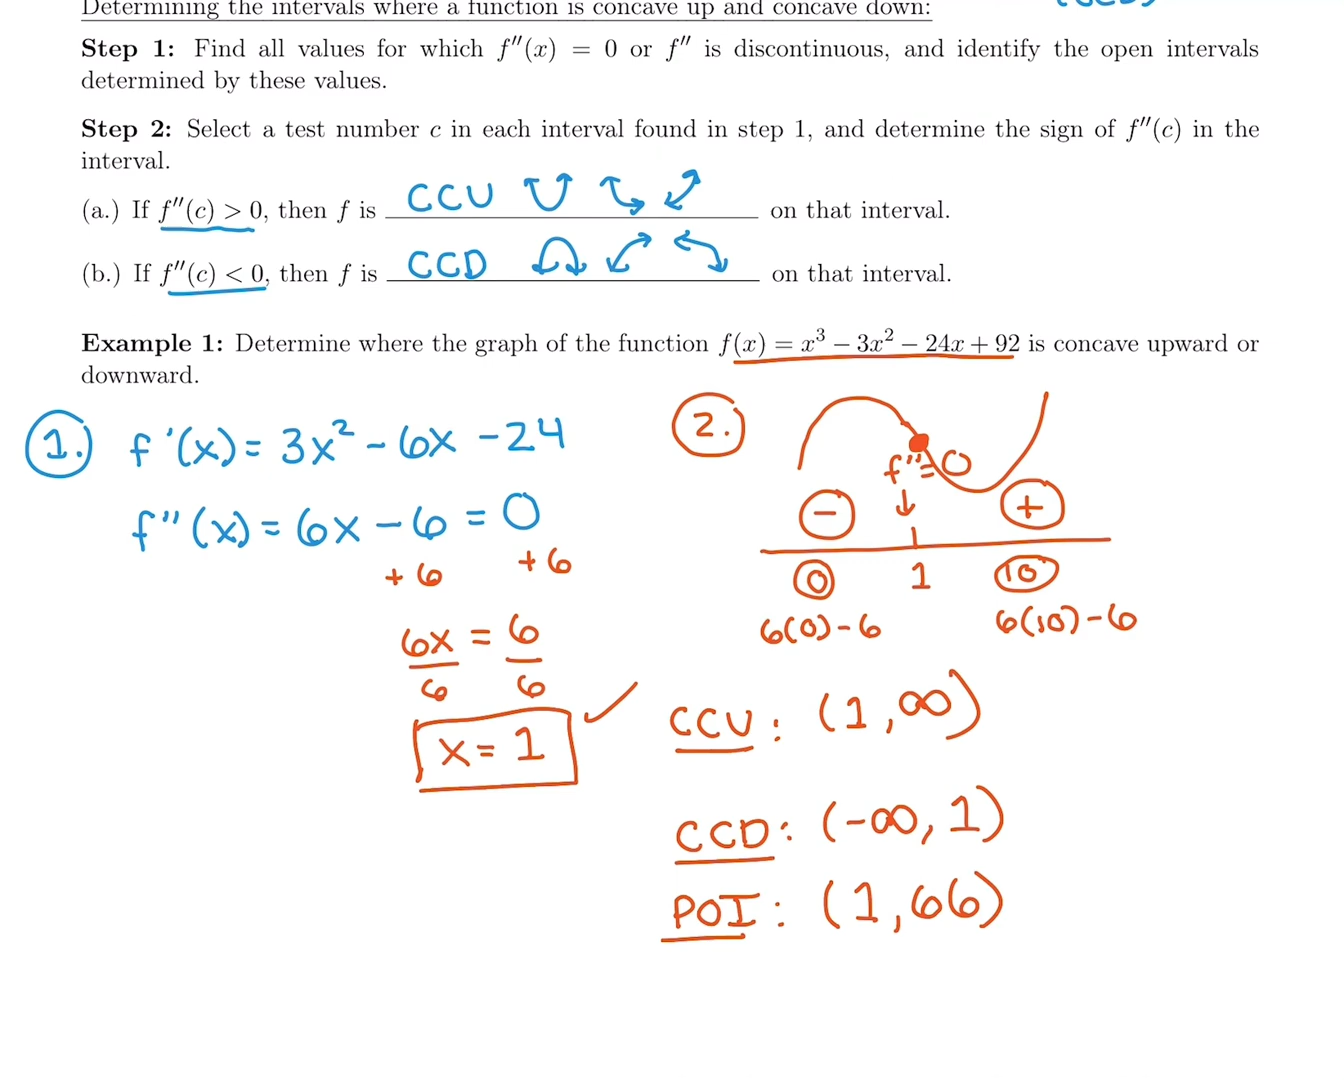 Determining the intervals where a function is concave up and concave down:
Step 1: Find all values for which f″(x) = 0 or f″ is discontinuous, and identify the open intervals
determined by these values.
Step 2: Select a test number c in each interval found in step 1, and determine the sign of f″(c) in the
interval.
(a.) If f″(c) > 0, then f is CCU on that interval.
(b.) If f″(c) < 0, then f is CCD on that interval.
Example 1: Determine where the graph of the function f(x) = x³ − 3x² − 24x + 92 is concave upward or
downward.
1.) f'(x) = 3x² - 6x - 24
f"(x) = 6x - 6 = 0
+6 +6
6x = 6
6 6
x = 1
2.)
f"=0
- +
0 1 10
6(0)-6 6(10)-6
CCU: (1,∞)
CCD: (-∞,1)
POI: (1,66)